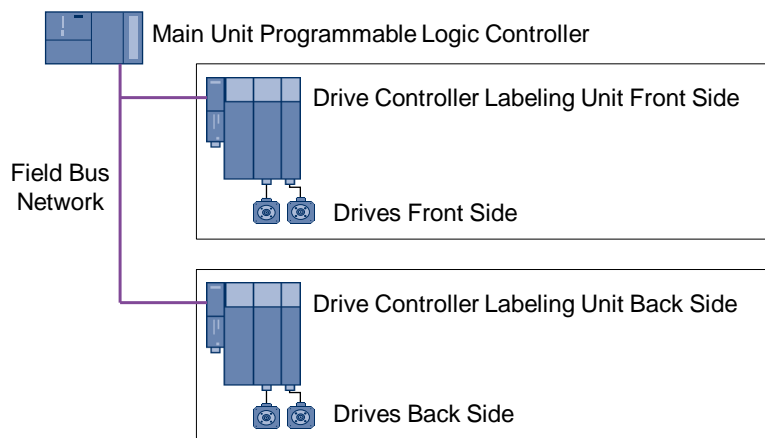 Main Unit Programmable Logic Controller
Drive Controller Labeling Unit Front Side
Field Bus
Network
Drives Front Side
Drive Controller Labeling Unit Back Side
Drives Back Side